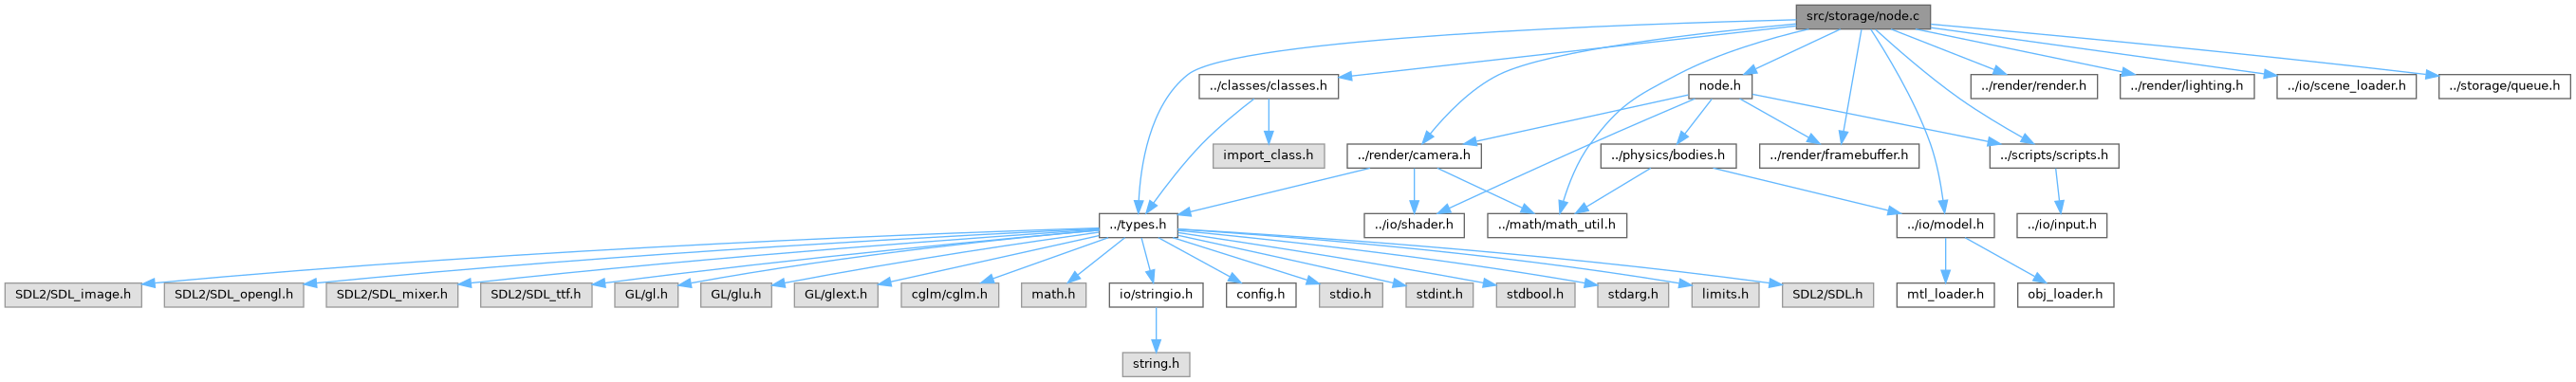 src/storage/node.c
../classes/classes.h
node.h
../render/render.h
../render/lighting.h
../io/scene_loader.h
../storage/queue.h
import_class.h
../render/camera.h
../physics/bodies.h
../render/framebuffer.h
../scripts/scripts.h
../types.h
../io/shader.h
../math/math_util.h
../io/model.h
../io/input.h
SDL2/SDL_image.h
SDL2/SDL_opengl.h
SDL2/SDL_mixer.h
SDL2/SDL_ttf.h
GL/gl.h
GL/glu.h
GL/glext.h
cglm/cglm.h
math.h
io/stringio.h
config.h
stdio.h
stdint.h
stdbool.h
stdarg.h
limits.h
SDL2/SDL.h
mtl_loader.h
obj_loader.h
string.h